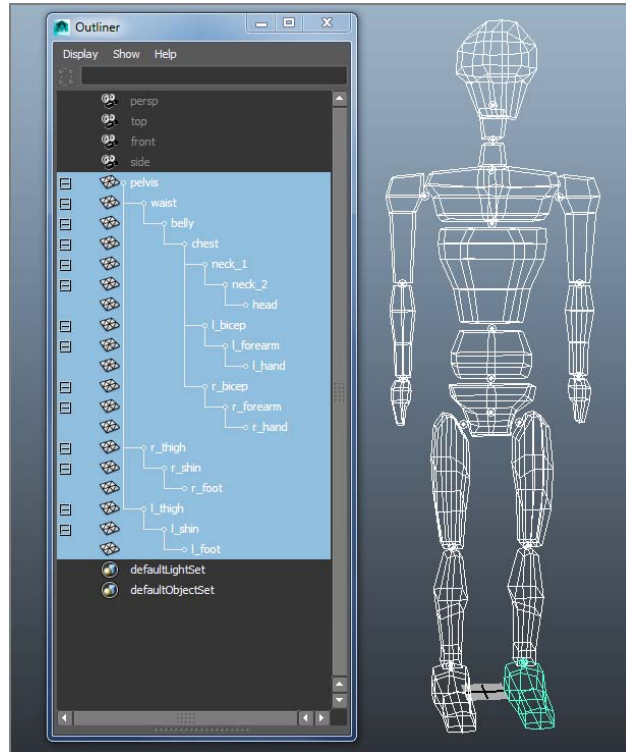 Outliner
Display Show Help
persp
top
front
side
pelvis
waist
belly
chest
neck_1
neck_2
head
l_bicep
l_forearm
l_hand
r_bicep
r_forearm
r_hand
r_thigh
r_shin
r_foot
l_thigh
l_shin
l_foot
defaultLightSet
defaultObjectSet